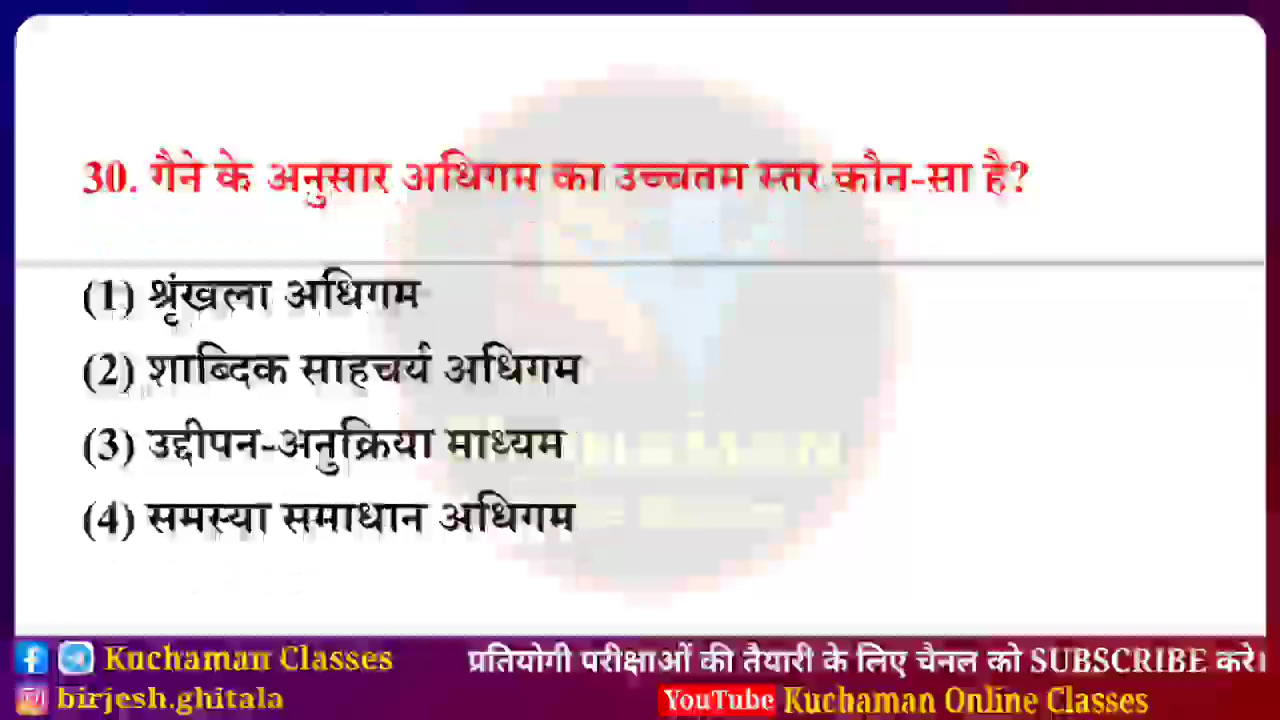 30. गैने के अनुसार अधिगम का उच्चतम स्तर कौन-सा है?
(1) श्रृंखला अधिगम
(2) शाब्दिक साहचर्य अधिगम
(3) उद्दीपन-अनुक्रिया माध्यम
(4) समस्या समाधान अधिगम
Kuchaman Classes
प्रतियोगी परीक्षाओं की तैयारी के लिए चैनल को SUBSCRIBE करे।
birjesh.ghitala
YouTube Kuchaman Online Classes